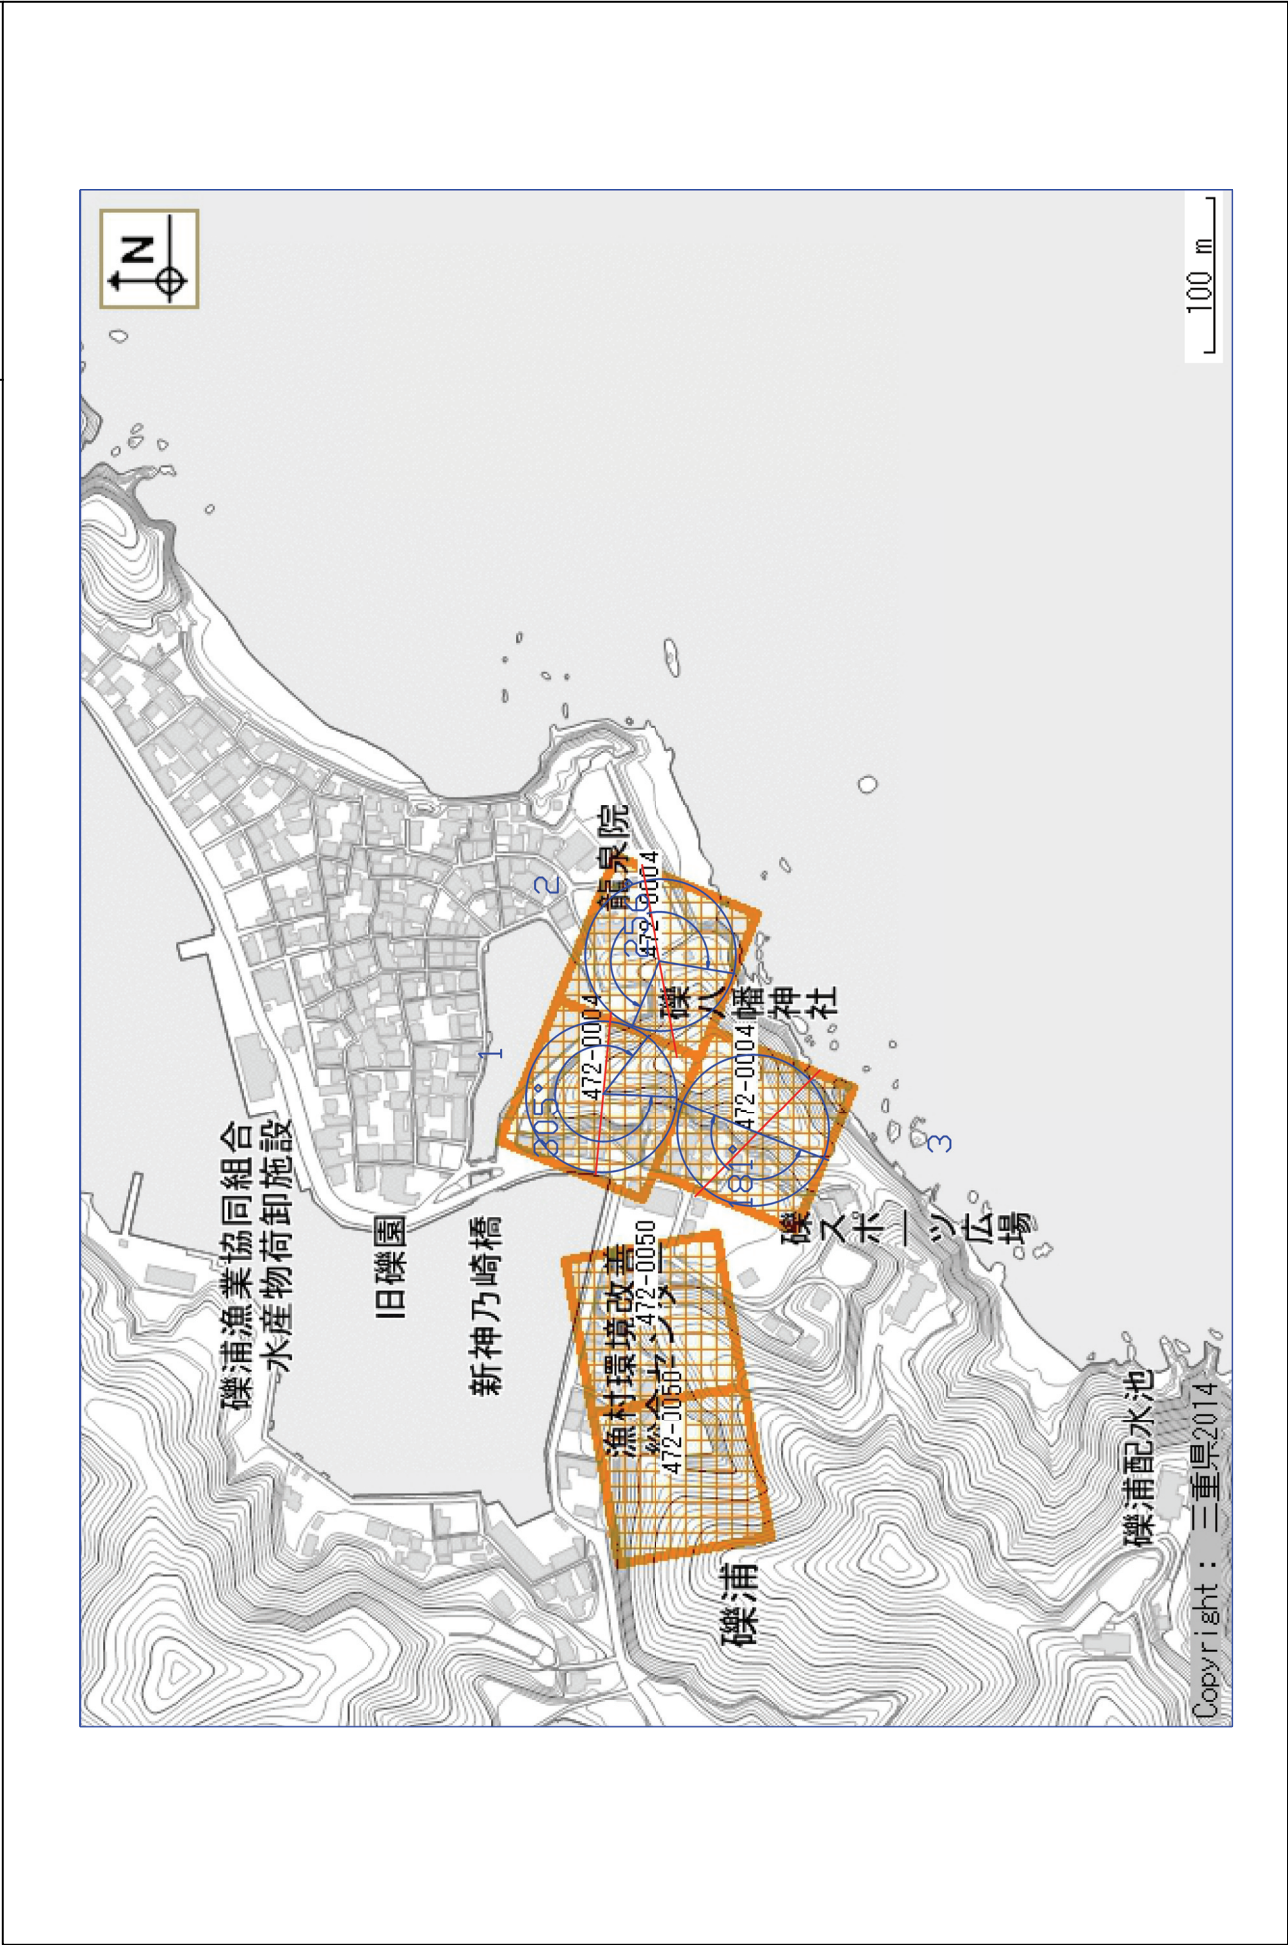 N
礫浦漁業協同組合
水産物荷卸施設
旧礫園
新神乃崎橋
1
2
305°
龍泉院
472-0004
472-0004
漁村環境改善
総合センター
472-0050
472-0050
礫八幡神社
472-0004
181°
礫浦
礫スポーツ広場
3
礫浦配水池
Copyright : 三重県2014
100 m